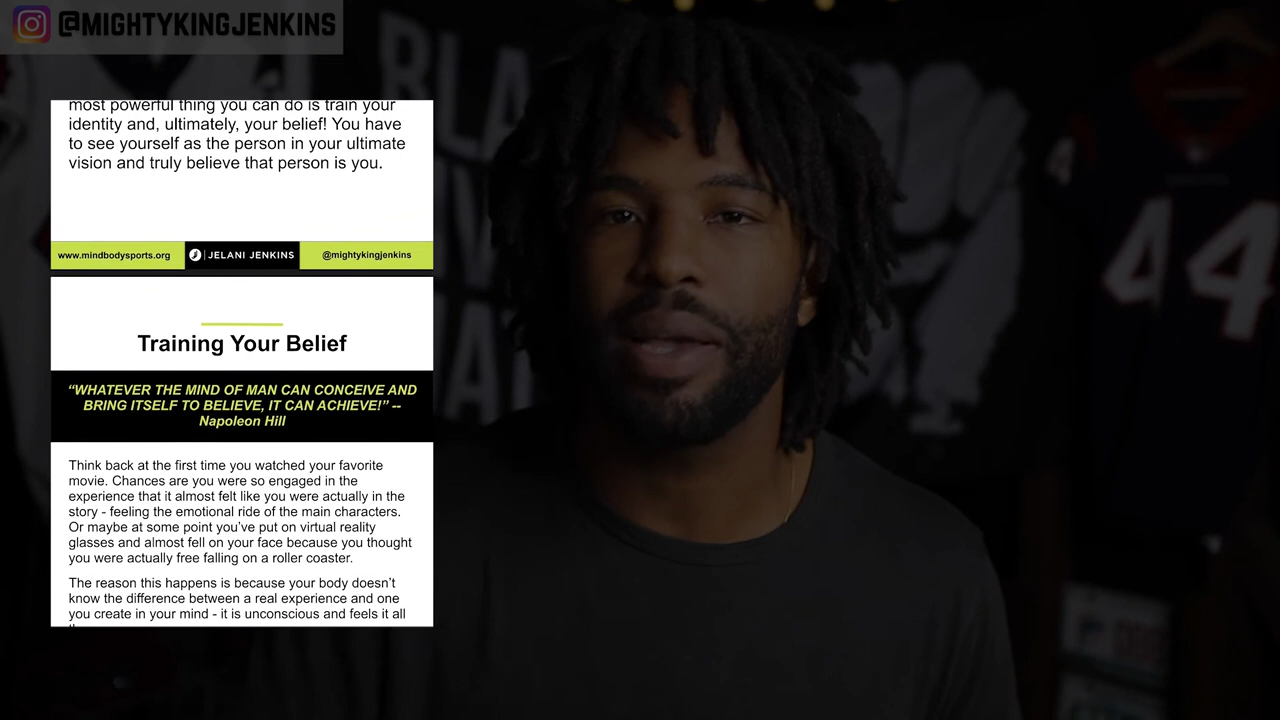 @MIGHTYKINGJENKINS
most powerful thing you can do is train your
identity and, ultimately, your belief! You have
to see yourself as the person in your ultimate
vision and truly believe that person is you.
www.mindbodysports.org
JELANI JENKINS
@mightykingjenkins
Training Your Belief
“WHATEVER THE MIND OF MAN CAN CONCEIVE AND
BRING ITSELF TO BELIEVE, IT CAN ACHIEVE!” --
Napoleon Hill
Think back at the first time you watched your favorite
movie. Chances are you were so engaged in the
experience that it almost felt like you were actually in the
story - feeling the emotional ride of the main characters.
Or maybe at some point you’ve put on virtual reality
glasses and almost fell on your face because you thought
you were actually free falling on a roller coaster.
The reason this happens is because your body doesn’t
know the difference between a real experience and one
you create in your mind - it is unconscious and feels it all
BLA
4
44